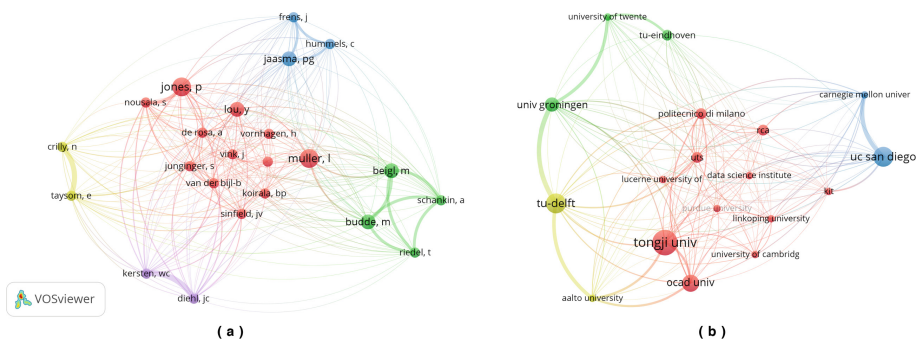 frens, j
hummels, c
jaasma, pg
jones, p
nousala, s
lou, y
de rosa, a
vornhagen, h
crilly, n
vink, j
junginger, s
muller, l
beigl, m
van der bijl-b
koirala, bp
taysom, e
schankin, a
sinfield, jv
budde, m
riedel, t
kersten, wc
diehl, jc
VOSviewer
( a )
university of twente
tu-eindhoven
carnegie mellon univer
univ groningen
politecnico di milano
rca
uts
uc san diego
data science institute
lucerne university of
kit
tu-delft
purdue university
linkoping university
tongji univ
university of cambridg
ocad univ
aalto university
( b )